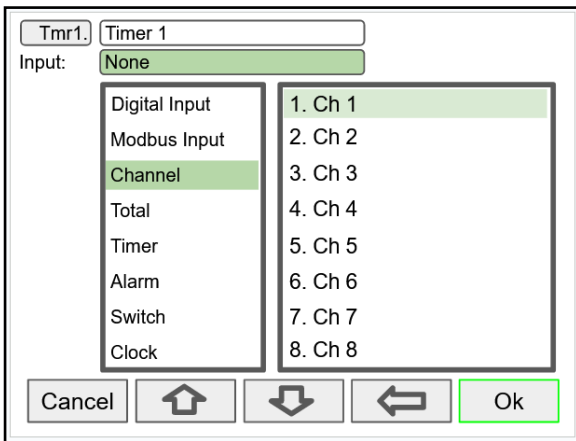 Tmr1. Timer 1
Input: None
Digital Input
Modbus Input
Channel
Total
Timer
Alarm
Switch
Clock
1. Ch 1
2. Ch 2
3. Ch 3
4. Ch 4
5. Ch 5
6. Ch 6
7. Ch 7
8. Ch 8
Cancel Ok